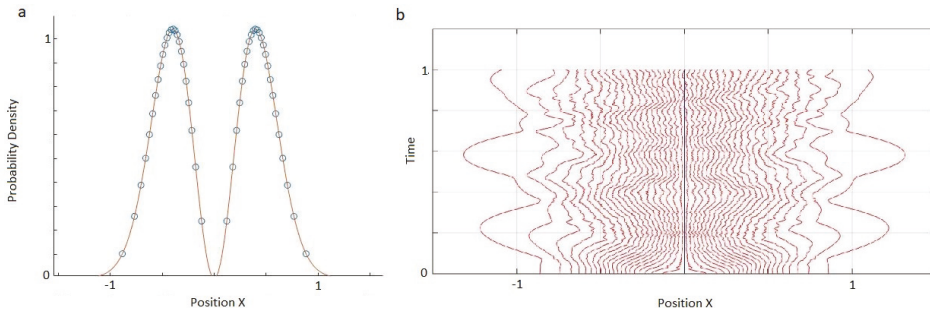 a
1
Probability Density
0
-1
1
Position X
b
1.
Time
0
-1
1
Position X